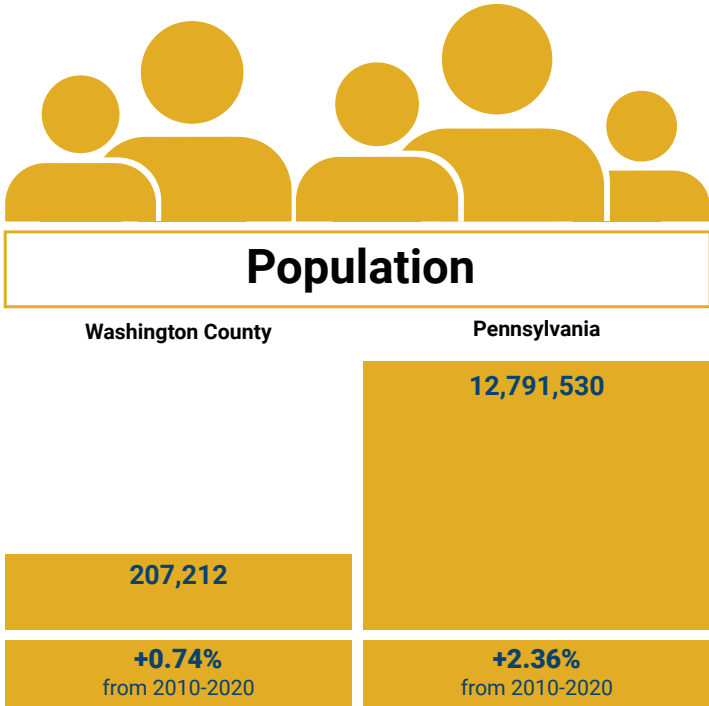 Population
Washington County
Pennsylvania
12,791,530
207,212
+0.74%
from 2010-2020
+2.36%
from 2010-2020